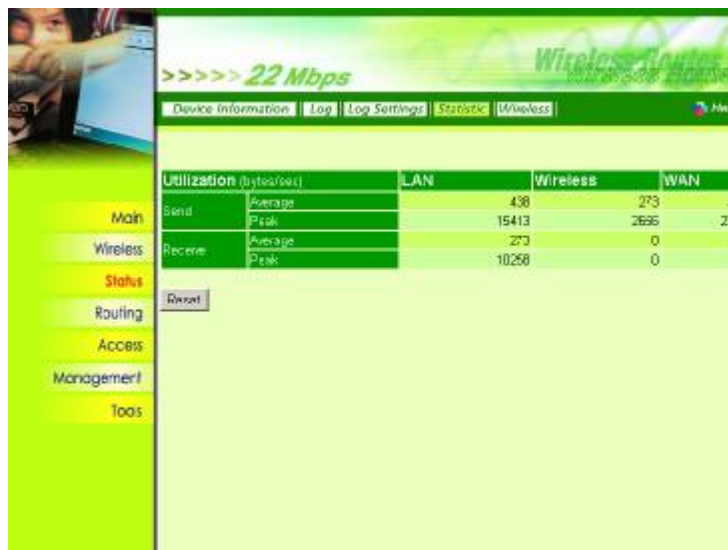 >>>>> 22 Mbps
Wireless Router
Device Information Log Log Settings Statistic Wireless
Utilization (bytes/sec) LAN Wireless WAN
Send Average 438 273
Peak 15413
Receive Average 273 0
Peak 10258 0
Reset
Main
Wireless
Status
Routing
Access
Management
Tools